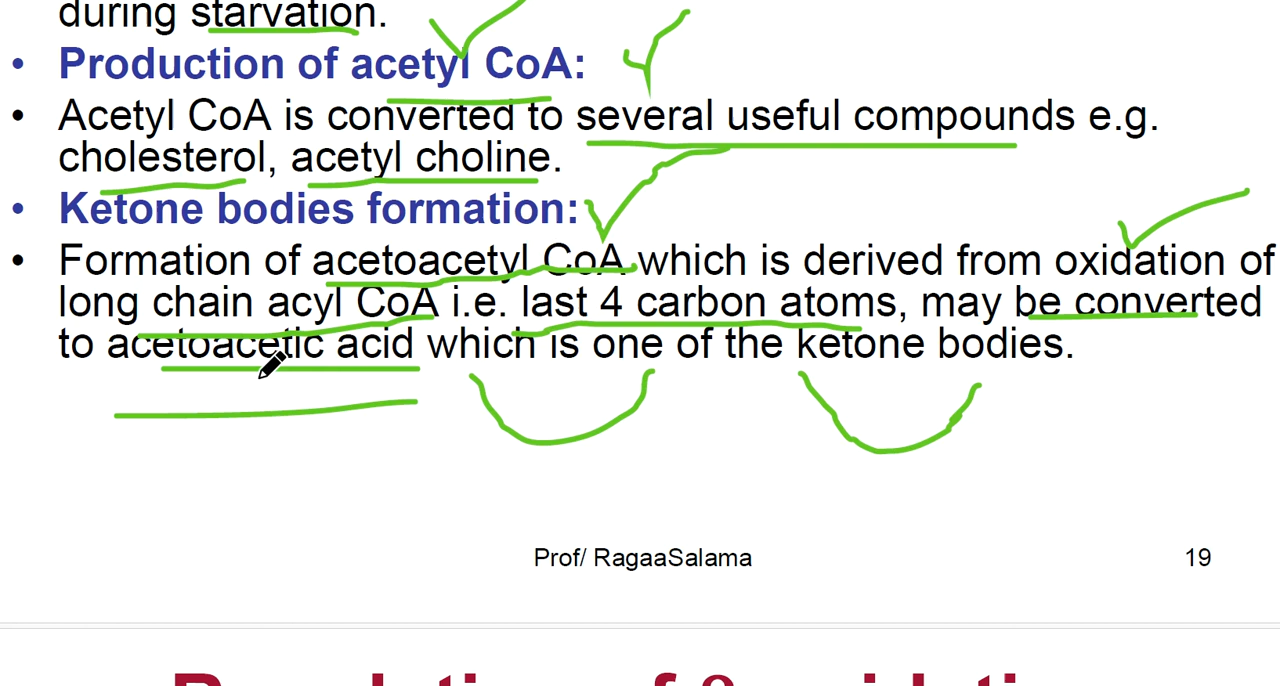 during starvation.
• Production of acetyl CoA:
• Acetyl CoA is converted to several useful compounds e.g.
cholesterol, acetyl choline.
• Ketone bodies formation:
• Formation of acetoacetyl CoA which is derived from oxidation of
long chain acyl CoA i.e. last 4 carbon atoms, may be converted
to acetoacetic acid which is one of the ketone bodies.
Prof/ RagaaSalama
19